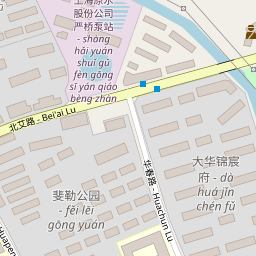 上海原水
股份公司
严桥泵站
- shàng
hǎi yuán
shuǐ gǔ
fèn gōng
sī yán qiáo
bèng zhàn
北艾路 - Bei'ai Lu
华春路 - Huachun Lu
大华锦宸
府 - dà
huá jǐn
chén fǔ
斐勒公园
- fěi lēi
gōng yuán
Huapen